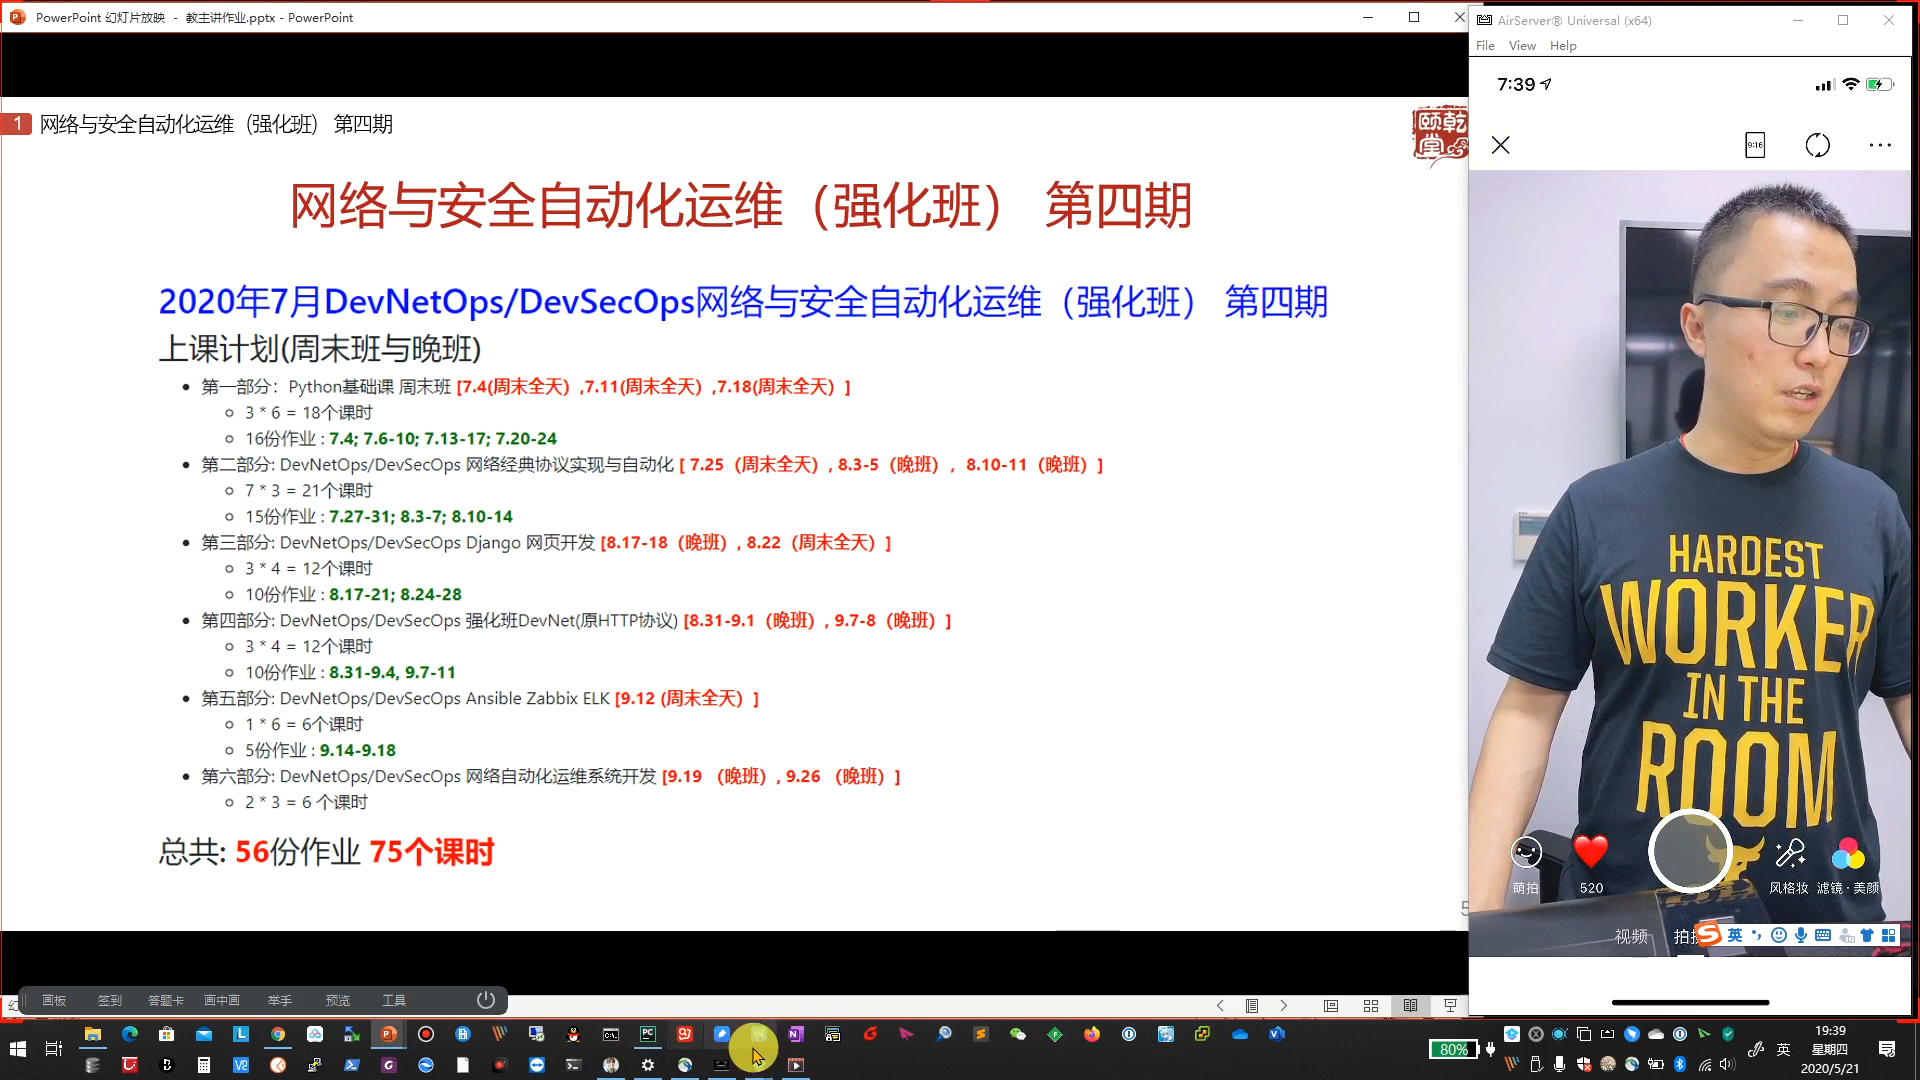 PowerPoint 幻灯片放映 - 教主讲作业.pptx - PowerPoint
AirServer® Universal (x64)
File View Help
7:39
9:16
1 网络与安全自动化运维（强化班） 第四期
颐乾堂
网络与安全自动化运维（强化班） 第四期
2020年7月DevNetOps/DevSecOps网络与安全自动化运维（强化班） 第四期
上课计划(周末班与晚班)
第一部分：Python基础课 周末班 [7.4(周末全天）,7.11(周末全天）,7.18(周末全天）]
3 * 6 = 18个课时
16份作业 : 7.4; 7.6-10; 7.13-17; 7.20-24
第二部分: DevNetOps/DevSecOps 网络经典协议实现与自动化 [ 7.25（周末全天）, 8.3-5（晚班）, 8.10-11（晚班）]
7 * 3 = 21个课时
15份作业 : 7.27-31; 8.3-7; 8.10-14
第三部分: DevNetOps/DevSecOps Django 网页开发 [8.17-18（晚班）, 8.22（周末全天）]
3 * 4 = 12个课时
10份作业 : 8.17-21; 8.24-28
第四部分: DevNetOps/DevSecOps 强化班DevNet(原HTTP协议) [8.31-9.1（晚班）, 9.7-8（晚班）]
3 * 4 = 12个课时
10份作业 : 8.31-9.4, 9.7-11
第五部分: DevNetOps/DevSecOps Ansible Zabbix ELK [9.12 (周末全天）]
1 * 6 = 6个课时
5份作业 : 9.14-9.18
第六部分: DevNetOps/DevSecOps 网络自动化运维系统开发 [9.19 （晚班）, 9.26 （晚班）]
2 * 3 = 6 个课时
总共: 56份作业 75个课时
HARDEST
WORKER
IN THE
ROOM
萌拍 520 风格妆 滤镜·美颜
视频 英
画板 签到 答题卡 画中画 举手 预览 工具
80%
英
19:39
星期四
2020/5/21